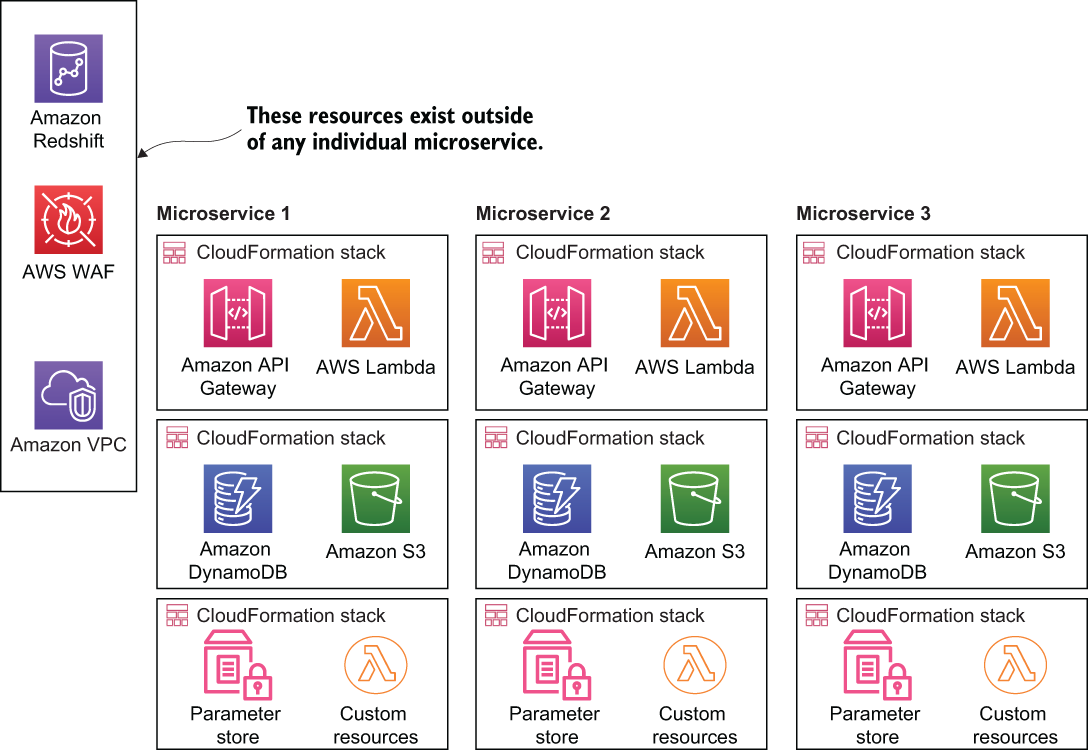 Amazon
Redshift
AWS WAF
Amazon VPC
These resources exist outside
of any individual microservice.
Microservice 1
CloudFormation stack
Amazon API
Gateway
AWS Lambda
CloudFormation stack
Amazon
DynamoDB
Amazon S3
CloudFormation stack
Parameter
store
Custom
resources
Microservice 2
CloudFormation stack
Amazon API
Gateway
AWS Lambda
CloudFormation stack
Amazon
DynamoDB
Amazon S3
CloudFormation stack
Parameter
store
Custom
resources
Microservice 3
CloudFormation stack
Amazon API
Gateway
AWS Lambda
CloudFormation stack
Amazon
DynamoDB
Amazon S3
CloudFormation stack
Parameter
store
Custom
resources